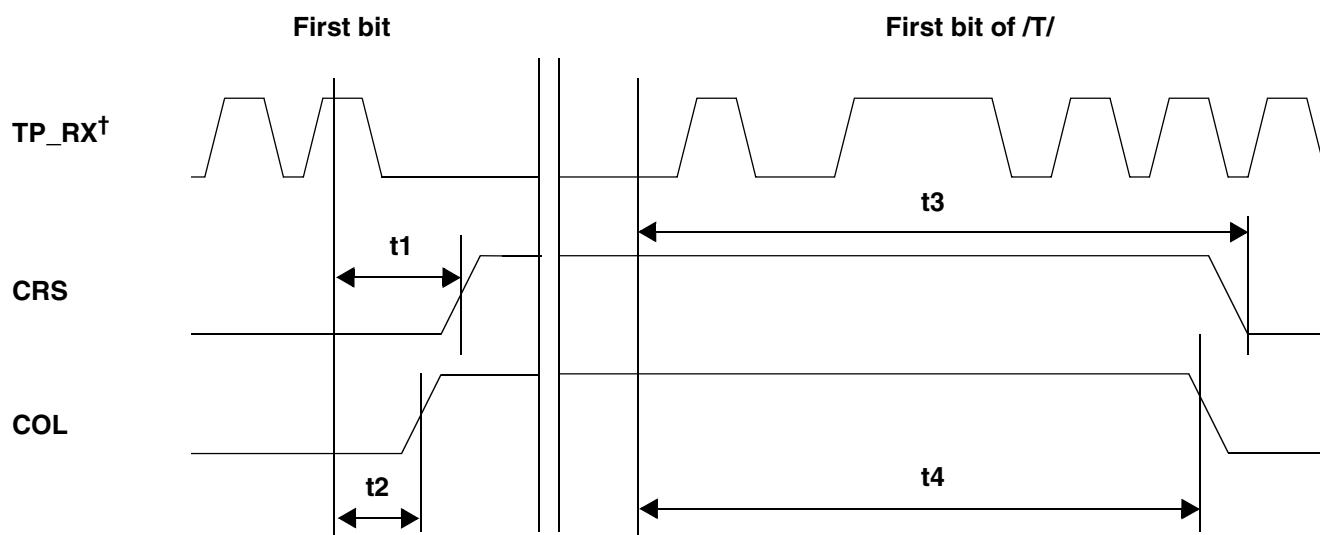 First bit
First bit of /T/
TP_RX†
t3
t1
CRS
COL
t2
t4